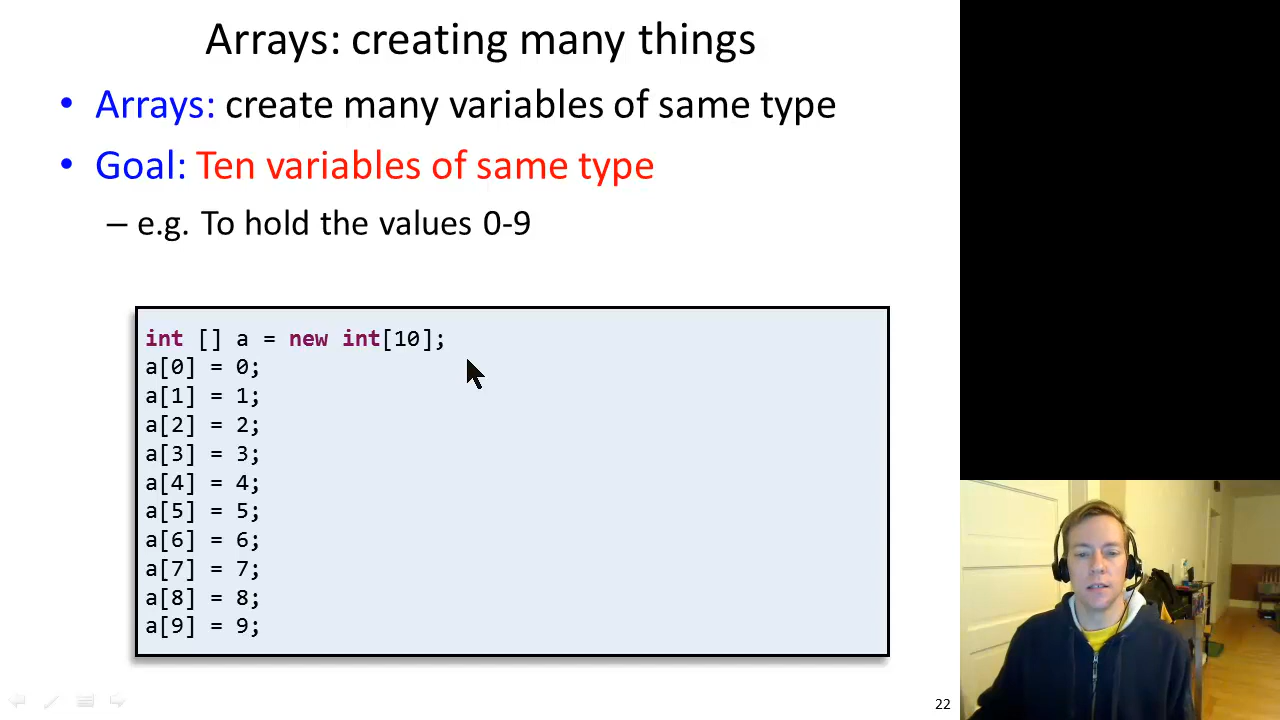 Arrays: creating many things
• Arrays: create many variables of same type
• Goal: Ten variables of same type
– e.g. To hold the values 0-9
int [] a = new int[10];
a[0] = 0;
a[1] = 1;
a[2] = 2;
a[3] = 3;
a[4] = 4;
a[5] = 5;
a[6] = 6;
a[7] = 7;
a[8] = 8;
a[9] = 9;
22